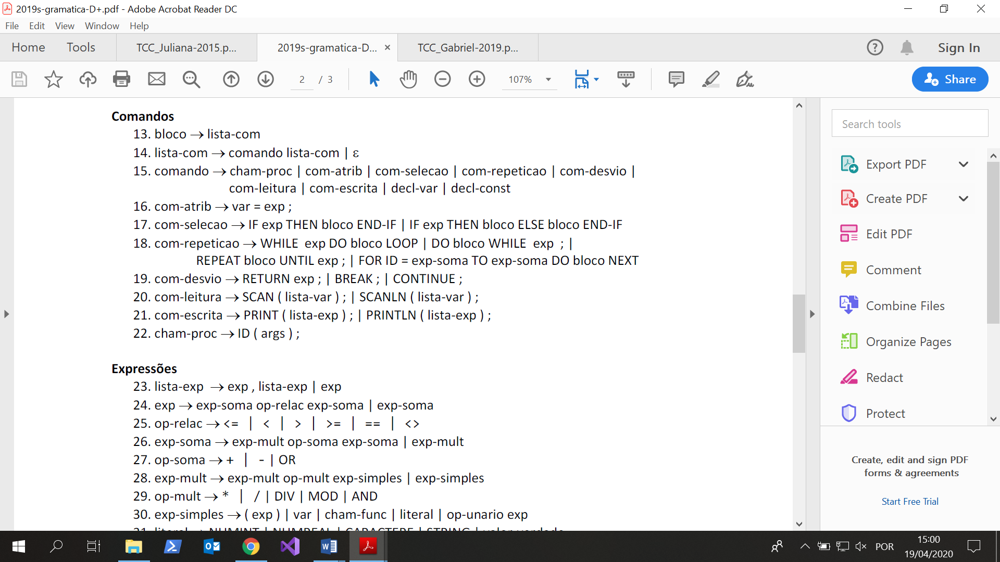 2019s-gramatica-D+.pdf - Adobe Acrobat Reader DC
File Edit View Window Help
Home Tools TCC_Juliana-2015.p... 2019s-gramatica-D... × TCC_Gabriel-2019.p... Sign In
2 / 3 107% Share
Comandos
13. bloco → lista-com
14. lista-com → comando lista-com | ε
15. comando → cham-proc | com-atrib | com-selecao | com-repeticao | com-desvio |
com-leitura | com-escrita | decl-var | decl-const
16. com-atrib → var = exp ;
17. com-selecao → IF exp THEN bloco END-IF | IF exp THEN bloco ELSE bloco END-IF
18. com-repeticao → WHILE exp DO bloco LOOP | DO bloco WHILE exp ; |
REPEAT bloco UNTIL exp ; | FOR ID = exp-soma TO exp-soma DO bloco NEXT
19. com-desvio → RETURN exp ; | BREAK ; | CONTINUE ;
20. com-leitura → SCAN ( lista-var ) ; | SCANLN ( lista-var ) ;
21. com-escrita → PRINT ( lista-exp ) ; | PRINTLN ( lista-exp ) ;
22. cham-proc → ID ( args ) ;
Expressões
23. lista-exp → exp , lista-exp | exp
24. exp → exp-soma op-relac exp-soma | exp-soma
25. op-relac → <= | < | > | >= | == | <>
26. exp-soma → exp-mult op-soma exp-soma | exp-mult
27. op-soma → + | - | OR
28. exp-mult → exp-mult op-mult exp-simples | exp-simples
29. op-mult → * | / | DIV | MOD | AND
30. exp-simples → ( exp ) | var | cham-func | literal | op-unario exp
31. literal → NUMINT | NUMREAL | CARACTERE | STRING | valor-verdade
Search tools
Export PDF
Create PDF
Edit PDF
Comment
Combine Files
Organize Pages
Redact
Protect
Create, edit and sign PDF
forms & agreements
Start Free Trial
POR
15:00
19/04/2020